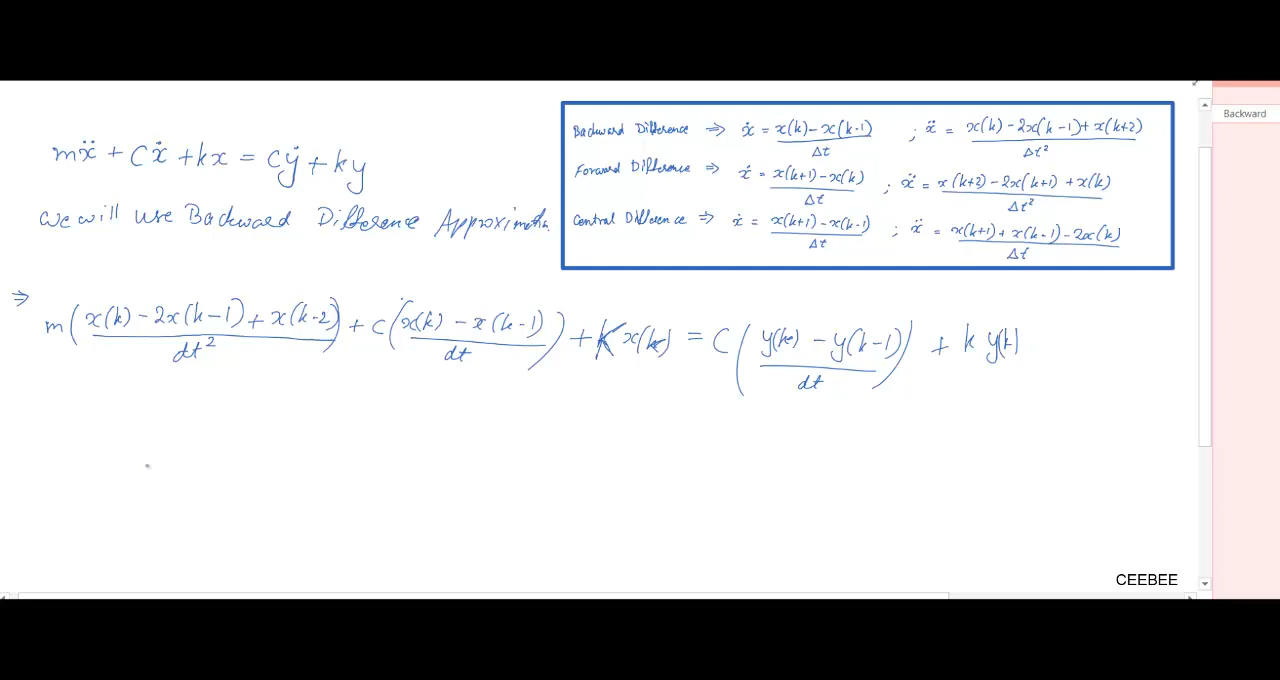 mẍ + cẋ + kx = cẏ + ky
we will use Backward Difference Approximation.
Backward Difference ⇒ ẋ = x(k) - x(k-1) / Δt ; ẍ = x(k) - 2x(k-1) + x(k+2) / Δt²
Forward Difference ⇒ ẋ = x(k+1) - x(k) / Δt ; ẍ = x(k+2) - 2x(k+1) + x(k) / Δt²
Central Difference ⇒ ẋ = x(k+1) - x(k-1) / Δt ; ẍ = x(k+1) + x(k-1) - 2x(k) / Δt
⇒ m( x(k) - 2x(k-1) + x(k-2) / dt² ) + c( x(k) - x(k-1) / dt ) + k x(k) = c( y(k) - y(k-1) / dt ) + k y(k)
Backward
CEEBEE